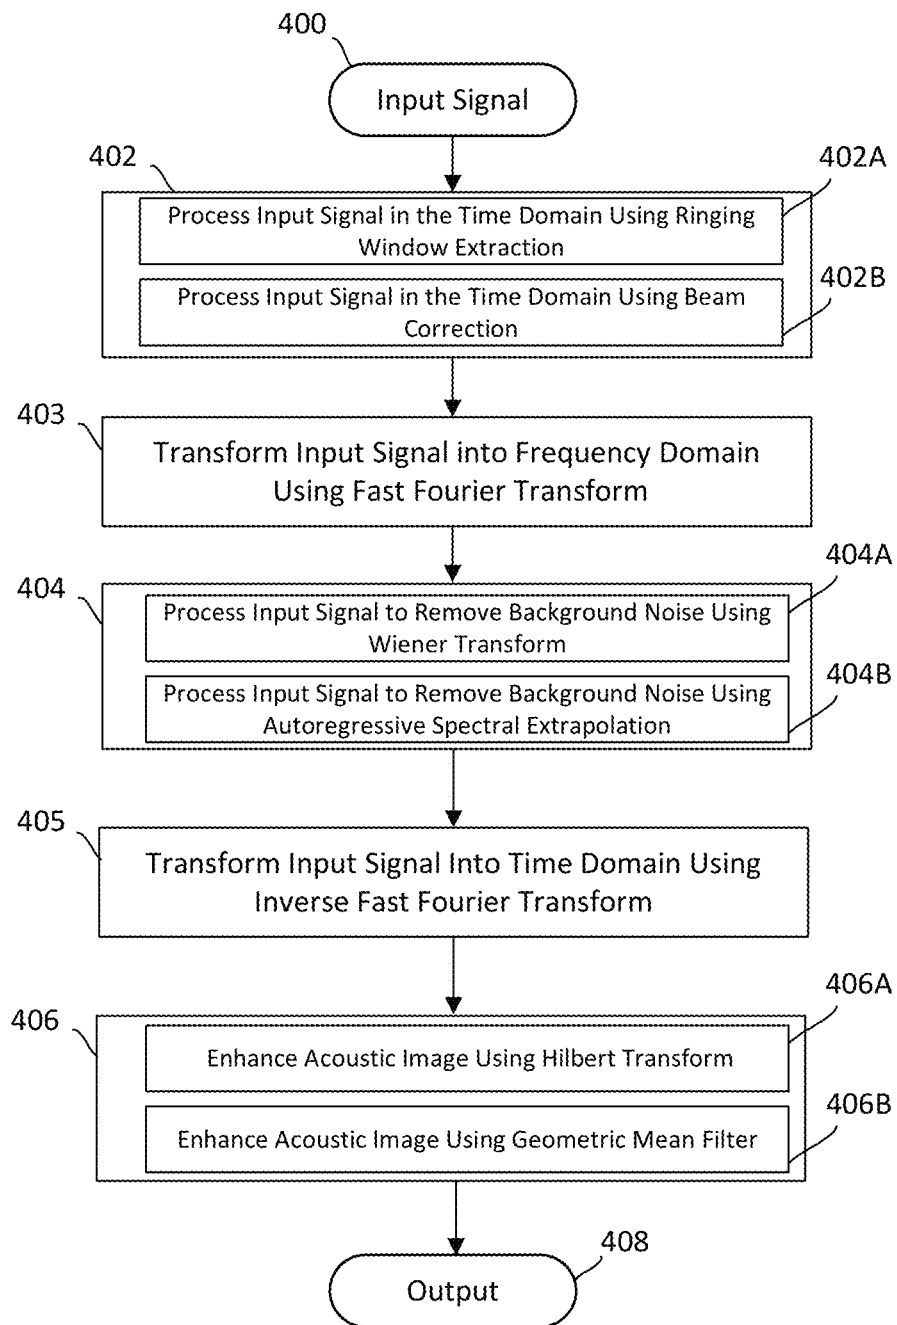 400
Input Signal
402
402A
Process Input Signal in the Time Domain Using Ringing
Window Extraction
402B
Process Input Signal in the Time Domain Using Beam
Correction
403
Transform Input Signal into Frequency Domain
Using Fast Fourier Transform
404
404A
Process Input Signal to Remove Background Noise Using
Wiener Transform
404B
Process Input Signal to Remove Background Noise Using
Autoregressive Spectral Extrapolation
405
Transform Input Signal Into Time Domain Using
Inverse Fast Fourier Transform
406
406A
Enhance Acoustic Image Using Hilbert Transform
406B
Enhance Acoustic Image Using Geometric Mean Filter
408
Output